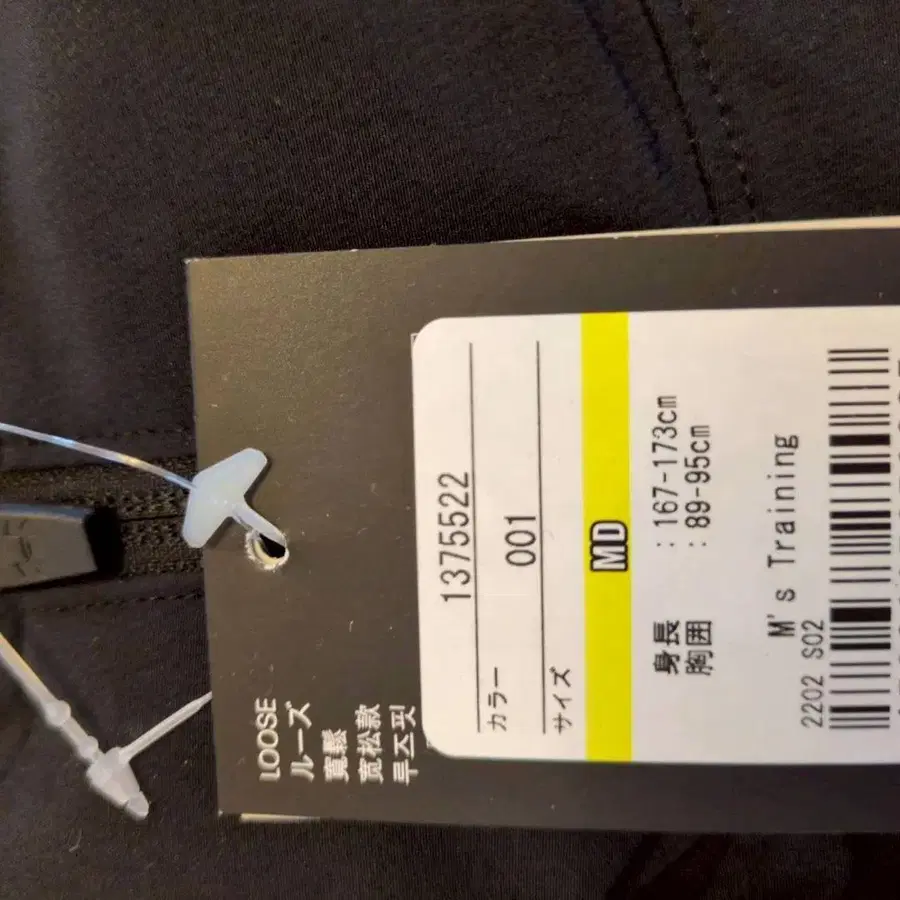 LOOSE
ルーズ
寬鬆
宽松款
루즈핏
1375522
カラー 001
サイズ
MD
身長 : 167-173cm
胸囲 : 89-95cm
M's Training
2202 S02